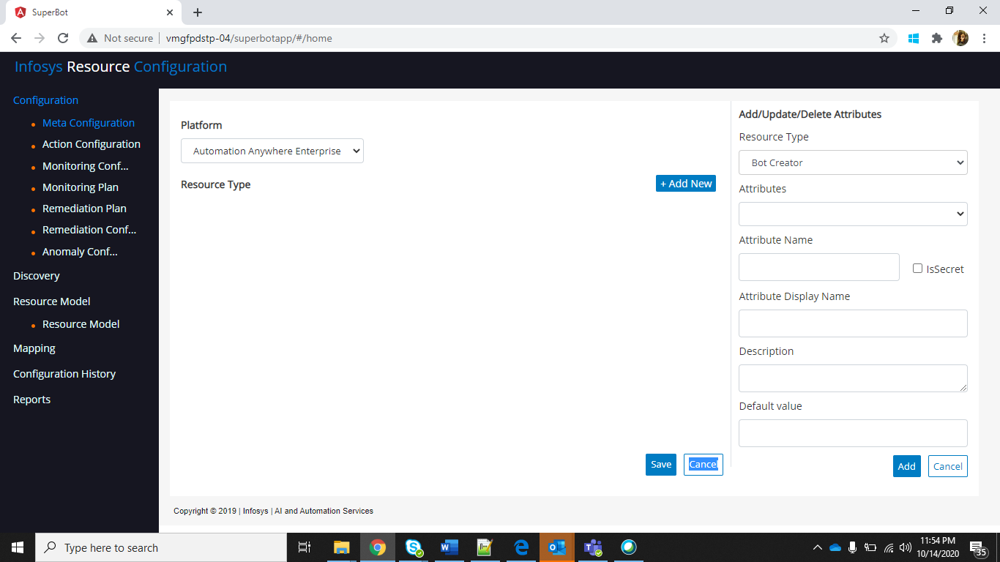 SuperBot
Not secure
vmgfpdstp-04/superbotapp/#/home
Infosys Resource Configuration
Configuration
Meta Configuration
Action Configuration
Monitoring Conf...
Monitoring Plan
Remediation Plan
Remediation Conf...
Anomaly Conf...
Discovery
Resource Model
Resource Model
Mapping
Configuration History
Reports
Platform
Automation Anywhere Enterprise
Resource Type
+ Add New
Save
Cancel
Add/Update/Delete Attributes
Resource Type
Bot Creator
Attributes
Attribute Name
IsSecret
Attribute Display Name
Description
Default value
Add
Cancel
Copyright © 2019 | Infosys | AI and Automation Services
Type here to search
11:54 PM
10/14/2020
35